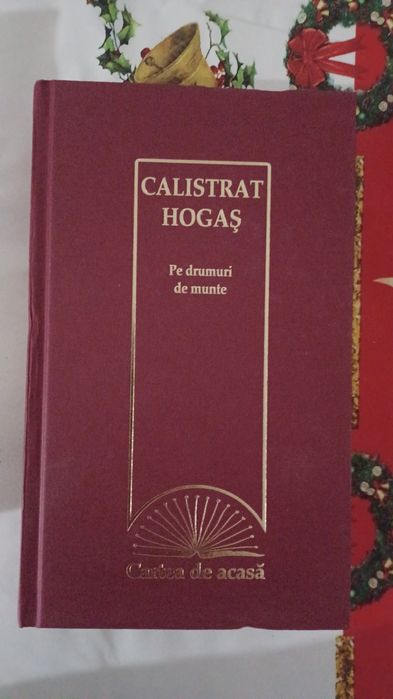 CALISTRAT
HOGAŞ
Pe drumuri
de munte
Cartea de acasă